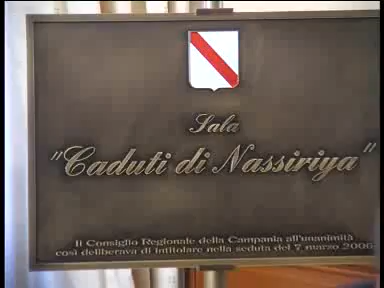 Sala
"Caduti di Nassiriya"
Il Consiglio Regionale della Campania all'unanimità
così deliberava di intitolare nella seduta del 7 marzo 2006